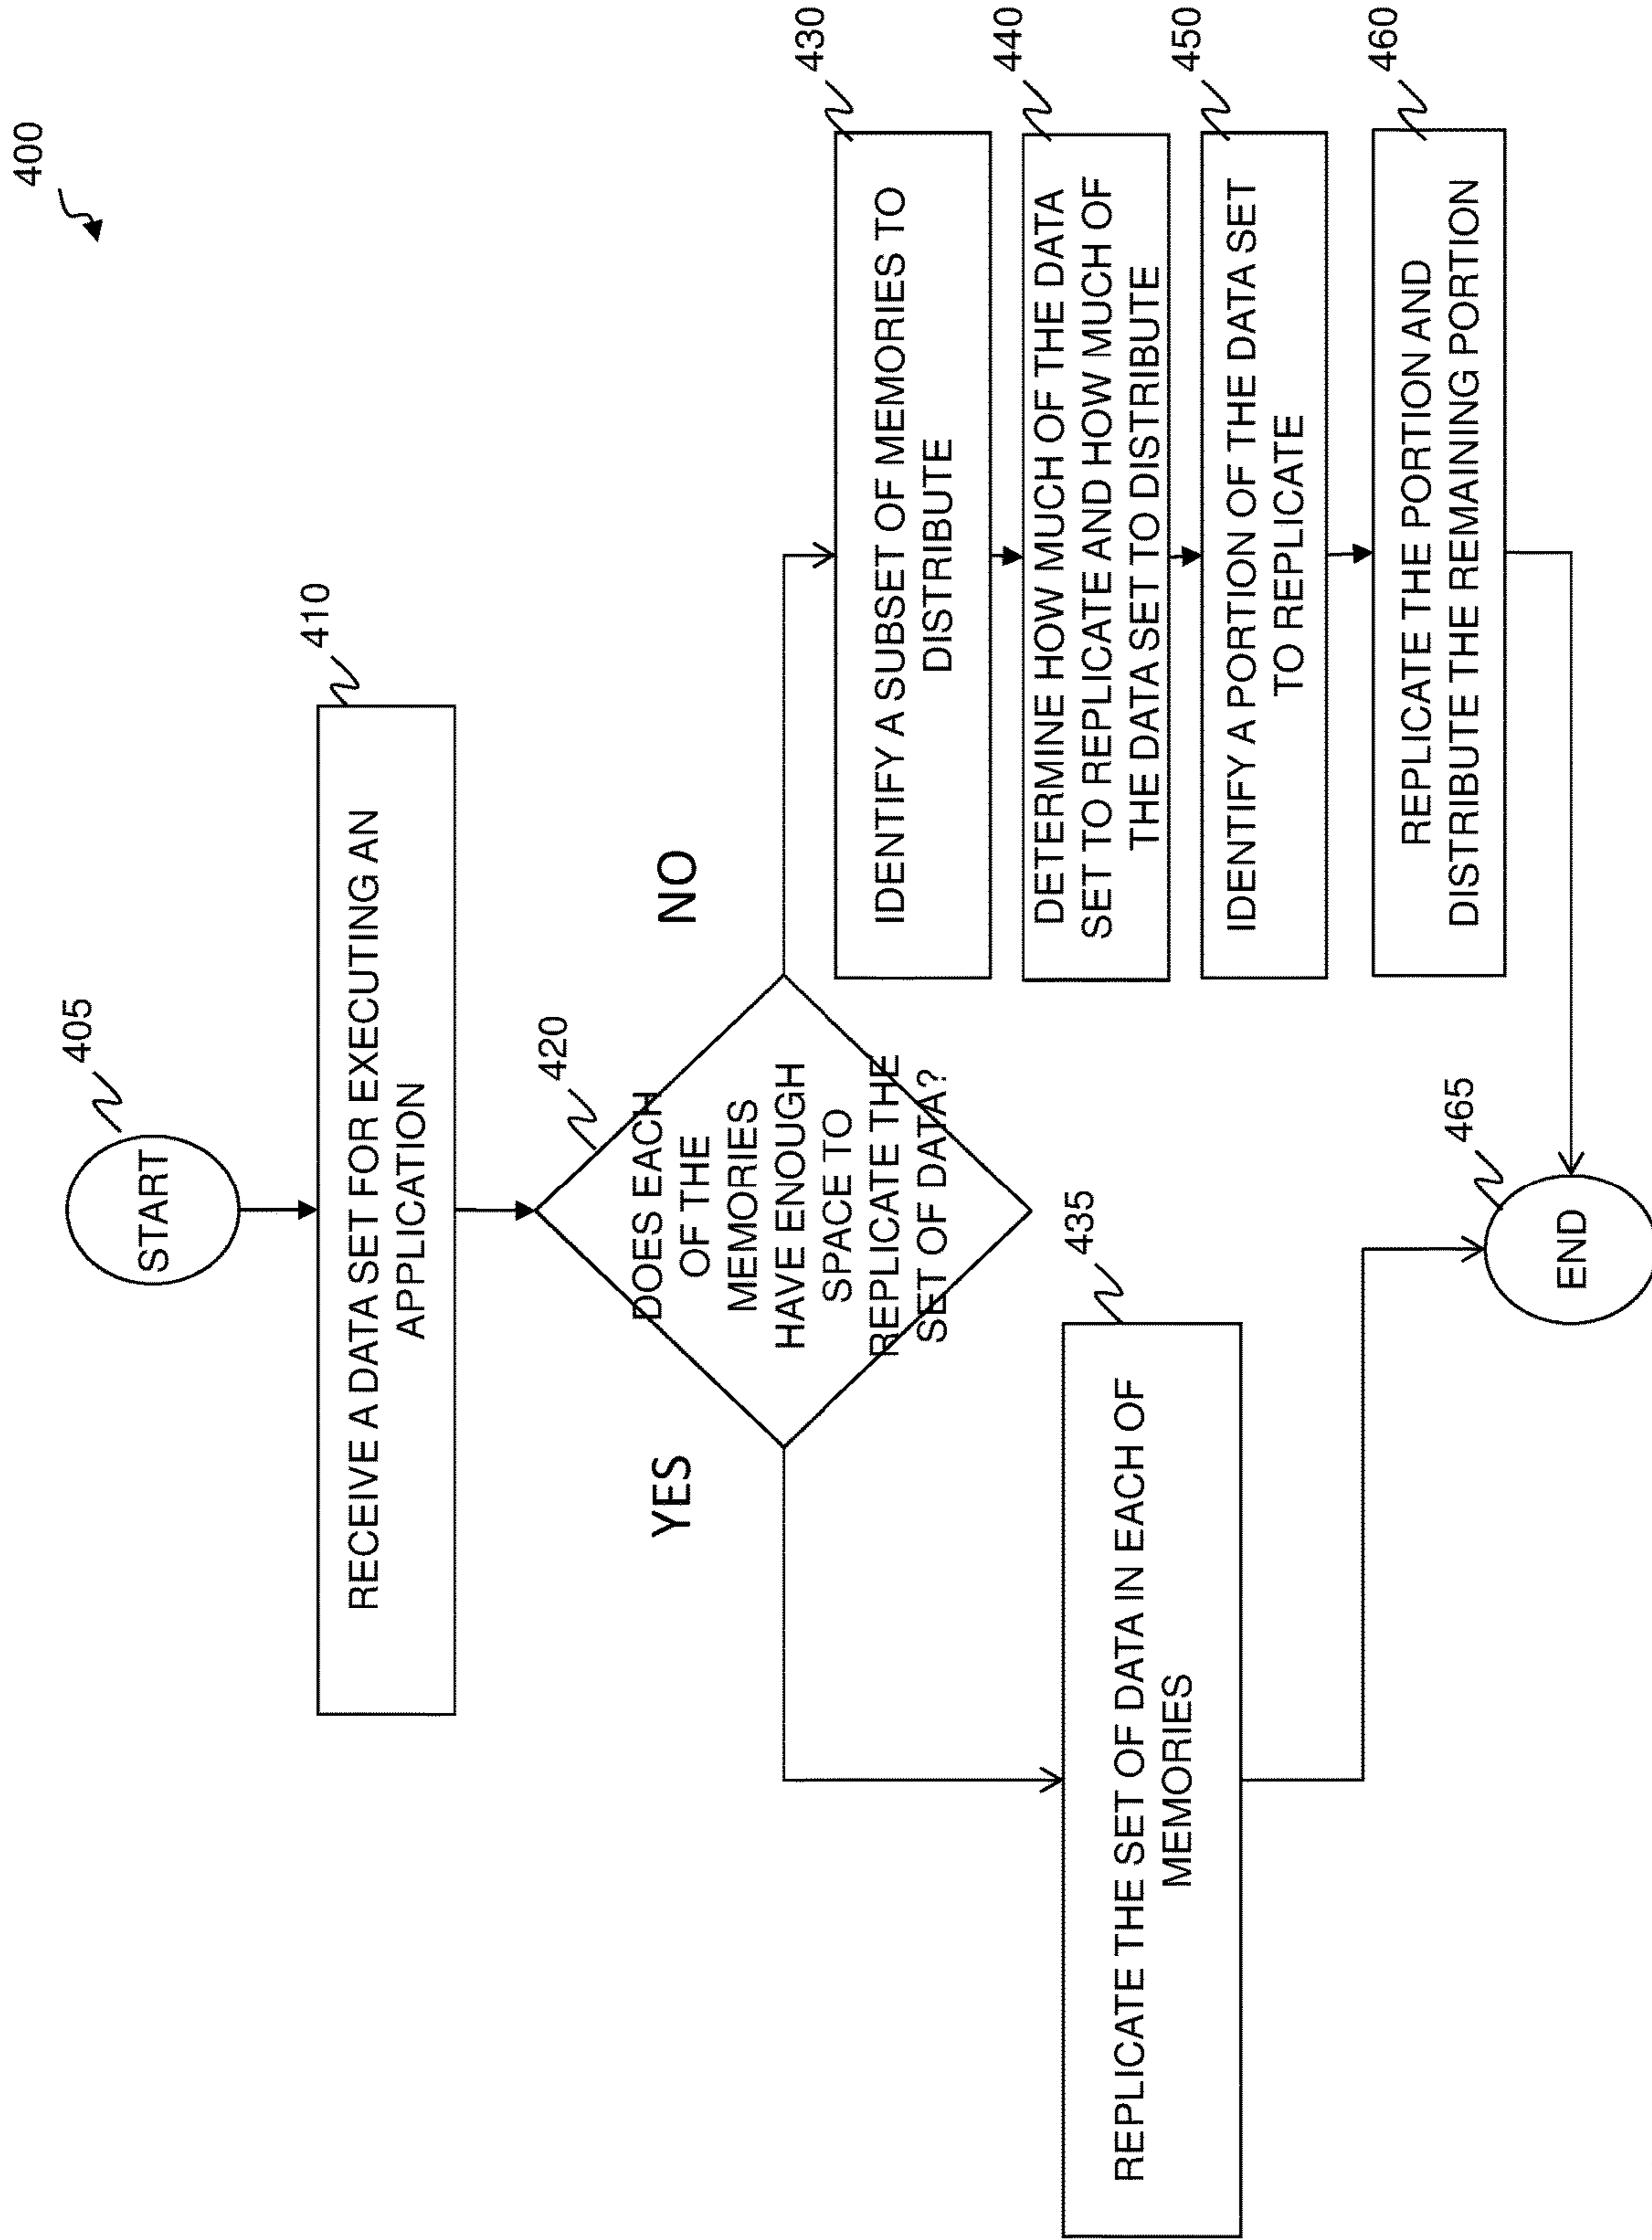 400
405
START
410
RECEIVE A DATA SET FOR EXECUTING AN
APPLICATION
420
DOES EACH
OF THE
MEMORIES
HAVE ENOUGH
SPACE TO
REPLICATE THE
SET OF DATA?
YES
NO
435
REPLICATE THE SET OF DATA IN EACH OF
MEMORIES
430
IDENTIFY A SUBSET OF MEMORIES TO
DISTRIBUTE
440
DETERMINE HOW MUCH OF THE DATA
SET TO REPLICATE AND HOW MUCH OF
THE DATA SET TO DISTRIBUTE
450
IDENTIFY A PORTION OF THE DATA SET
TO REPLICATE
460
REPLICATE THE PORTION AND
DISTRIBUTE THE REMAINING PORTION
465
END